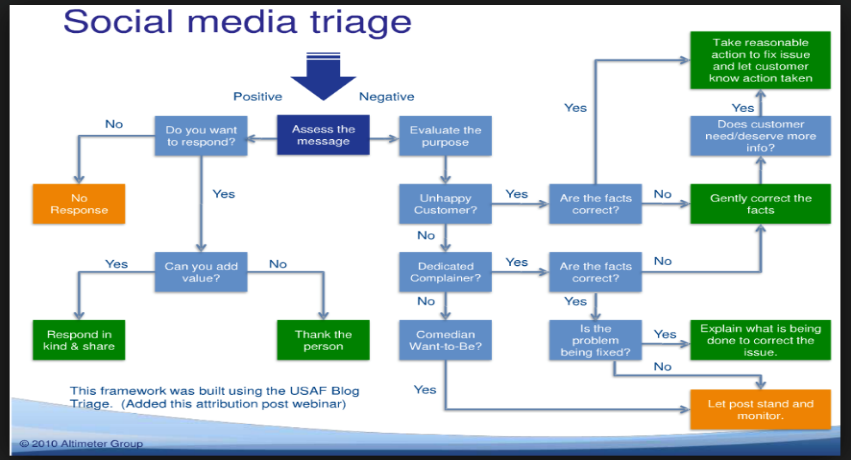 Social media triage
Positive
Negative
Assess the
message
Do you want
to respond?
No
No
Response
Yes
Can you add
value?
Yes
Respond in
kind & share
No
Thank the
person
Evaluate the
purpose
Unhappy
Customer?
Yes
Are the facts
correct?
Yes
Take reasonable
action to fix issue
and let customer
know action taken
Yes
Does customer
need/deserve more
info?
No
Gently correct the
facts
No
Dedicated
Complainer?
Yes
Are the facts
correct?
No
Yes
Is the
problem
being fixed?
Yes
Explain what is being
done to correct the
issue.
No
No
Comedian
Want-to-Be?
Yes
Let post stand and
monitor.
This framework was built using the USAF Blog
Triage. (Added this attribution post webinar)
© 2010 Altimeter Group